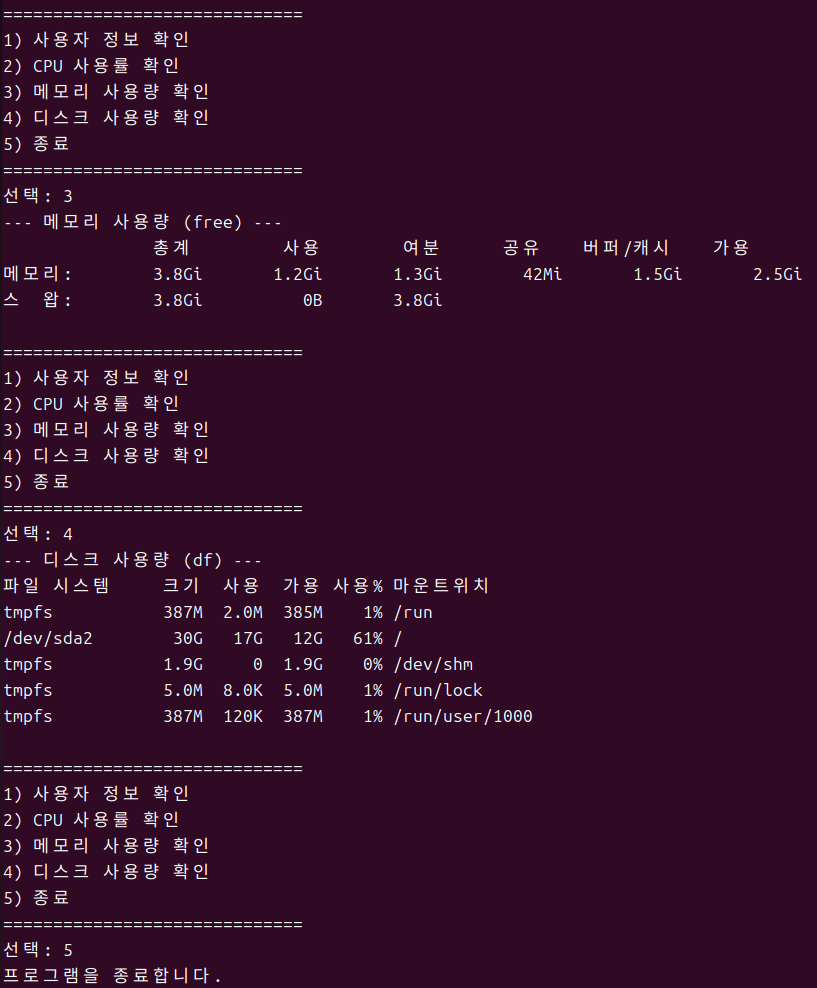 ==============================
1) 사용자 정보 확인
2) CPU 사용률 확인
3) 메모리 사용량 확인
4) 디스크 사용량 확인
5) 종료
==============================
선택: 3
--- 메모리 사용량 (free) ---
               총계         사용        여분      공유    버퍼/캐시    가용
메모리:        3.8Gi       1.2Gi       1.3Gi        42Mi       1.5Gi       2.5Gi
스  왑:        3.8Gi          0B       3.8Gi

==============================
1) 사용자 정보 확인
2) CPU 사용률 확인
3) 메모리 사용량 확인
4) 디스크 사용량 확인
5) 종료
==============================
선택: 4
--- 디스크 사용량 (df) ---
파일 시스템     크기  사용  가용 사용% 마운트위치
tmpfs           387M  2.0M  385M    1% /run
/dev/sda2        30G   17G   12G   61% /
tmpfs           1.9G     0  1.9G    0% /dev/shm
tmpfs           5.0M  8.0K  5.0M    1% /run/lock
tmpfs           387M  120K  387M    1% /run/user/1000

==============================
1) 사용자 정보 확인
2) CPU 사용률 확인
3) 메모리 사용량 확인
4) 디스크 사용량 확인
5) 종료
==============================
선택: 5
프로그램을 종료합니다.